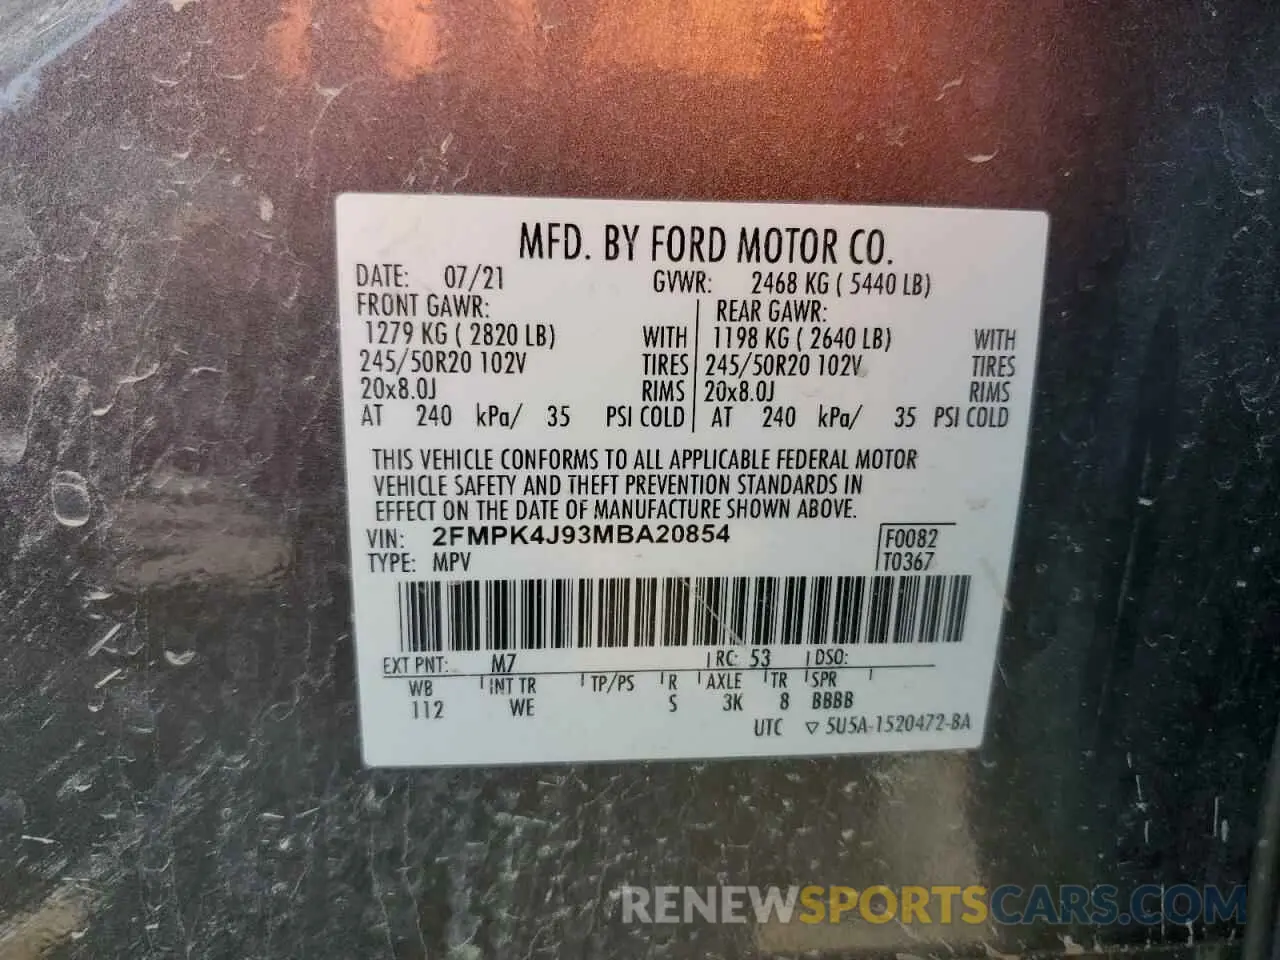 MFD. BY FORD MOTOR CO.
DATE: 07/21 GVWR: 2468 KG ( 5440 LB)
FRONT GAWR: REAR GAWR:
1279 KG ( 2820 LB) WITH 1198 KG ( 2640 LB) WITH
245/50R20 102V TIRES 245/50R20 102V TIRES
20x8.0J RIMS 20x8.0J RIMS
AT 240 kPa/ 35 PSI COLD AT 240 kPa/ 35 PSI COLD
THIS VEHICLE CONFORMS TO ALL APPLICABLE FEDERAL MOTOR
VEHICLE SAFETY AND THEFT PREVENTION STANDARDS IN
EFFECT ON THE DATE OF MANUFACTURE SHOWN ABOVE.
VIN: 2FMPK4J93MBA20854 F0082
TYPE: MPV T0367
EXT PNT: M7 RC: 53 DSO:
WB INT TR TP/PS R AXLE TR SPR
112 WE S 3K 8 BBBB
UTC ▽ 5U5A-1520472-BA
RENEWSPORTSCARS.COM